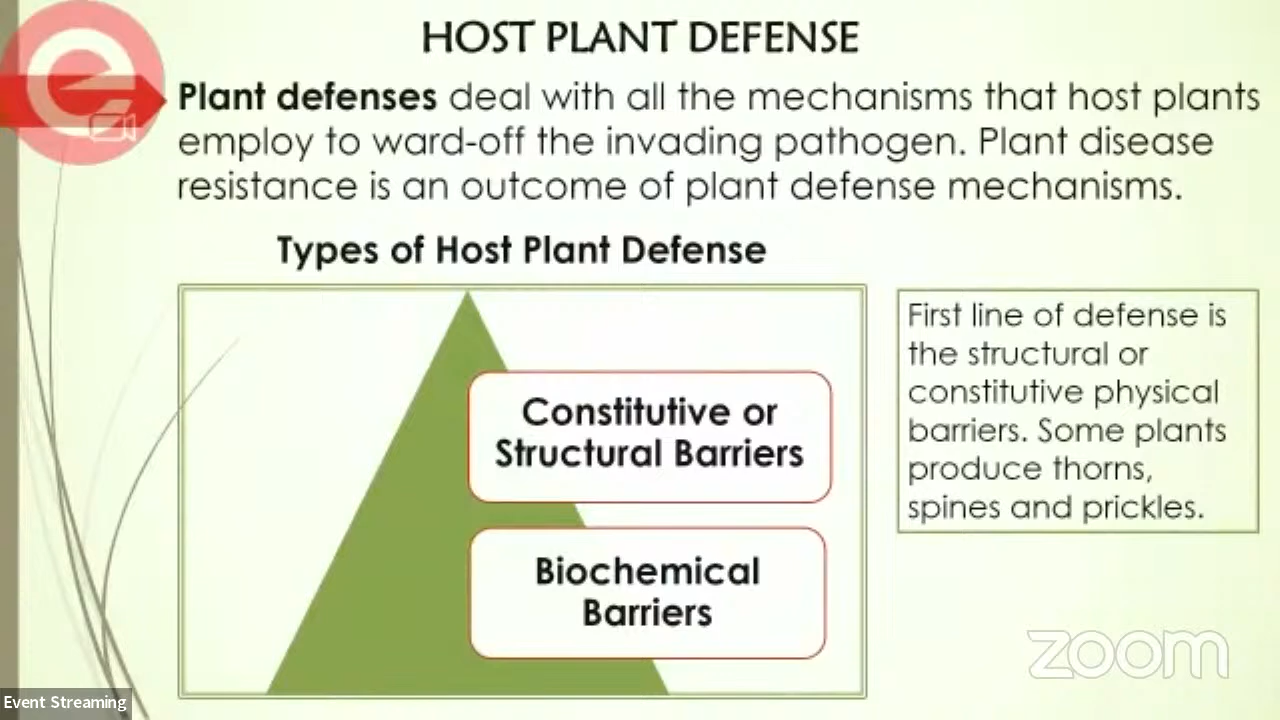 HOST PLANT DEFENSE
Plant defenses deal with all the mechanisms that host plants
employ to ward-off the invading pathogen. Plant disease
resistance is an outcome of plant defense mechanisms.
Types of Host Plant Defense
Constitutive or
Structural Barriers
Biochemical
Barriers
First line of defense is
the structural or
constitutive physical
barriers. Some plants
produce thorns,
spines and prickles.
zoom
Event Streaming